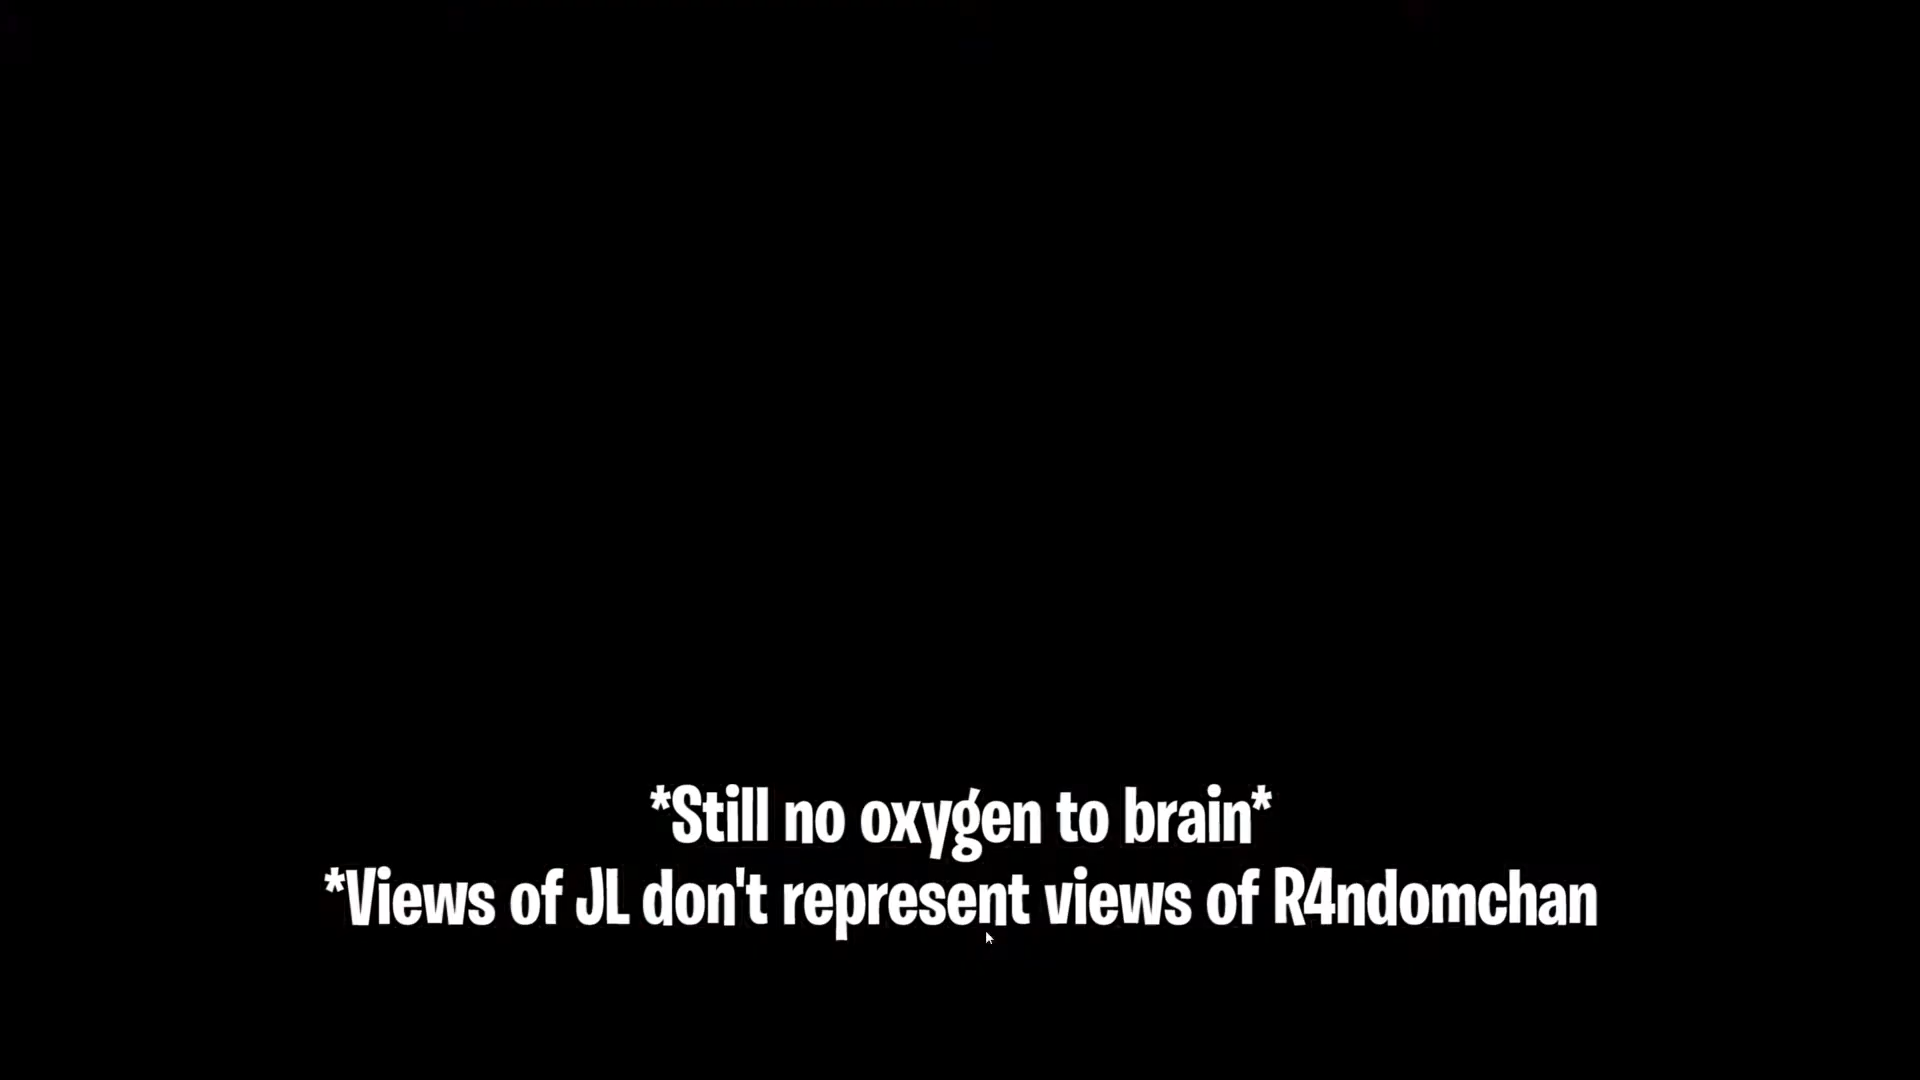 *Still no oxygen to brain*
*Views of JL don't represent views of R4ndomchan